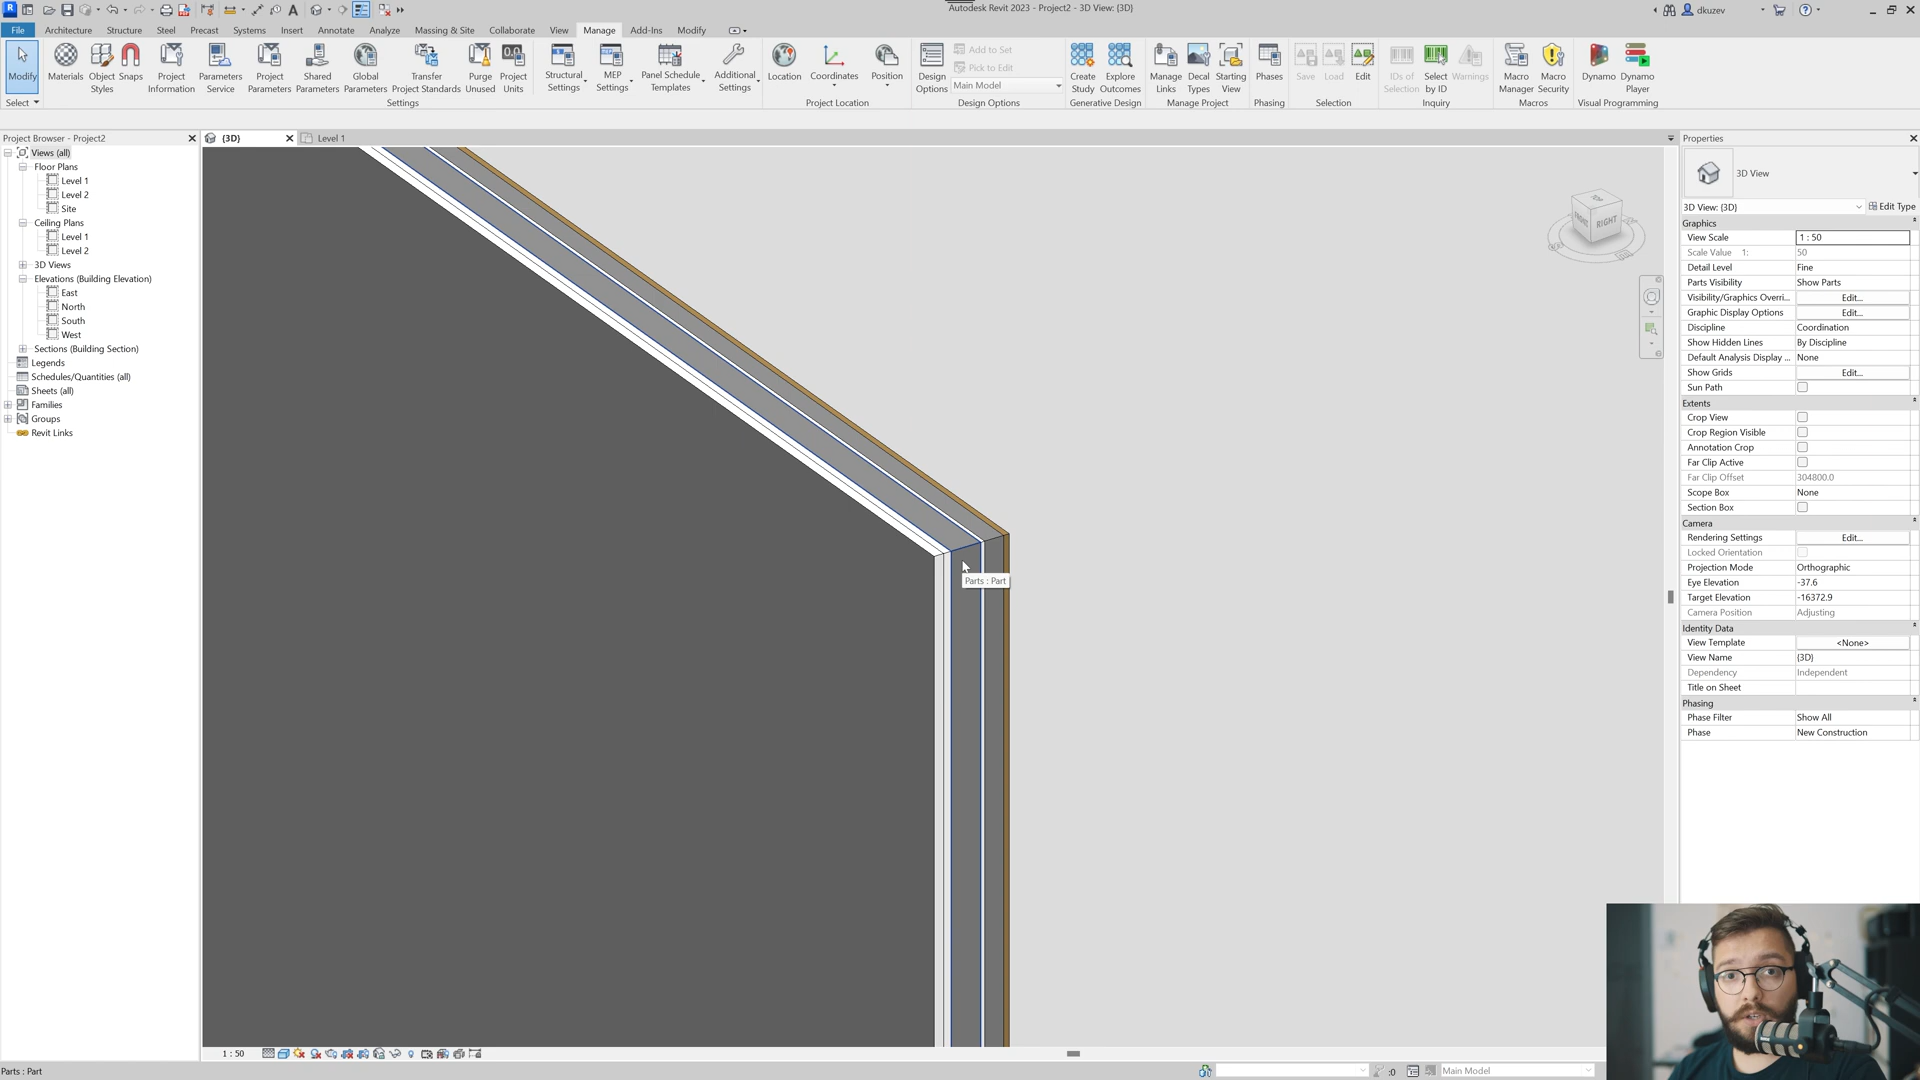 Autodesk Revit 2023 - Project2 - 3D View: {3D}
dkuzev
File Architecture Structure Steel Precast Systems Insert Annotate Analyze Massing & Site Collaborate View Manage Add-Ins Modify
Modify Materials Object Styles Snaps Project Information Parameters Service Project Parameters Shared Parameters Global Parameters Transfer Project Standards Purge Unused Project Units Structural Settings MEP Settings Panel Schedule Templates Additional Settings Location Coordinates Position Design Options Add to Set Pick to Edit Main Model Create Study Explore Outcomes Manage Links Decal Types Starting View Phases Save Load Edit IDs of Selection Select by ID Warnings Macro Manager Macro Security Dynamo Dynamo Player
Select Settings Project Location Design Options Generative Design Manage Project Phasing Selection Inquiry Macros Visual Programming
Project Browser - Project2
{3D} Level 1
Views (all)
Floor Plans
Level 1
Level 2
Site
Ceiling Plans
Level 1
Level 2
3D Views
Elevations (Building Elevation)
East
North
South
West
Sections (Building Section)
Legends
Schedules/Quantities (all)
Sheets (all)
Families
Groups
Revit Links
TOP
RIGHT
Parts : Part
Properties
3D View
3D View: {3D} Edit Type
Graphics
View Scale 1 : 50
Scale Value 1: 50
Detail Level Fine
Parts Visibility Show Parts
Visibility/Graphics Overri... Edit...
Graphic Display Options Edit...
Discipline Coordination
Show Hidden Lines By Discipline
Default Analysis Display ... None
Show Grids Edit...
Sun Path
Extents
Crop View
Crop Region Visible
Annotation Crop
Far Clip Active
Far Clip Offset 304800.0
Scope Box None
Section Box
Camera
Rendering Settings Edit...
Locked Orientation
Projection Mode Orthographic
Eye Elevation -37.6
Target Elevation -16372.9
Camera Position Adjusting
Identity Data
View Template <None>
View Name {3D}
Dependency Independent
Title on Sheet
Phasing
Phase Filter Show All
Phase New Construction
1 : 50
Parts : Part
:0
Main Model